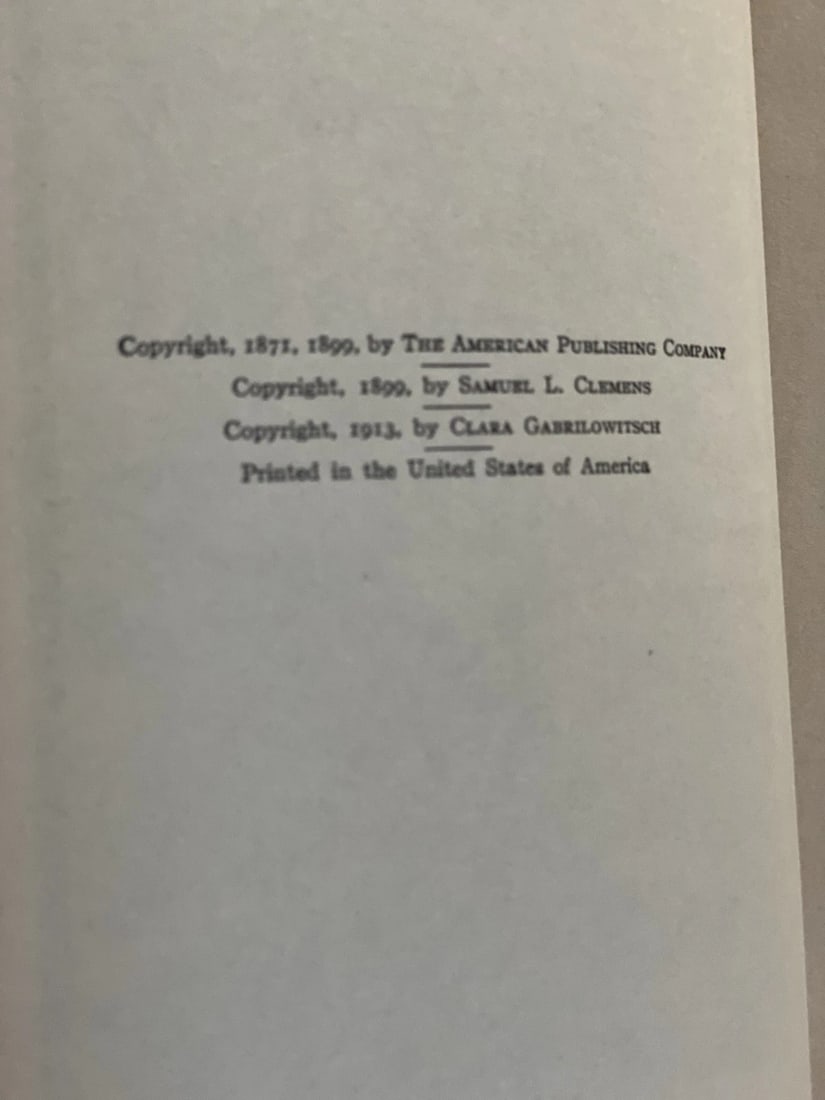 Copyright, 1871, 1899, by THE AMERICAN PUBLISHING COMPANY
Copyright, 1899, by SAMUEL L. CLEMENS
Copyright, 1913, by CLARA GABRILOWITSCH
Printed in the United States of America